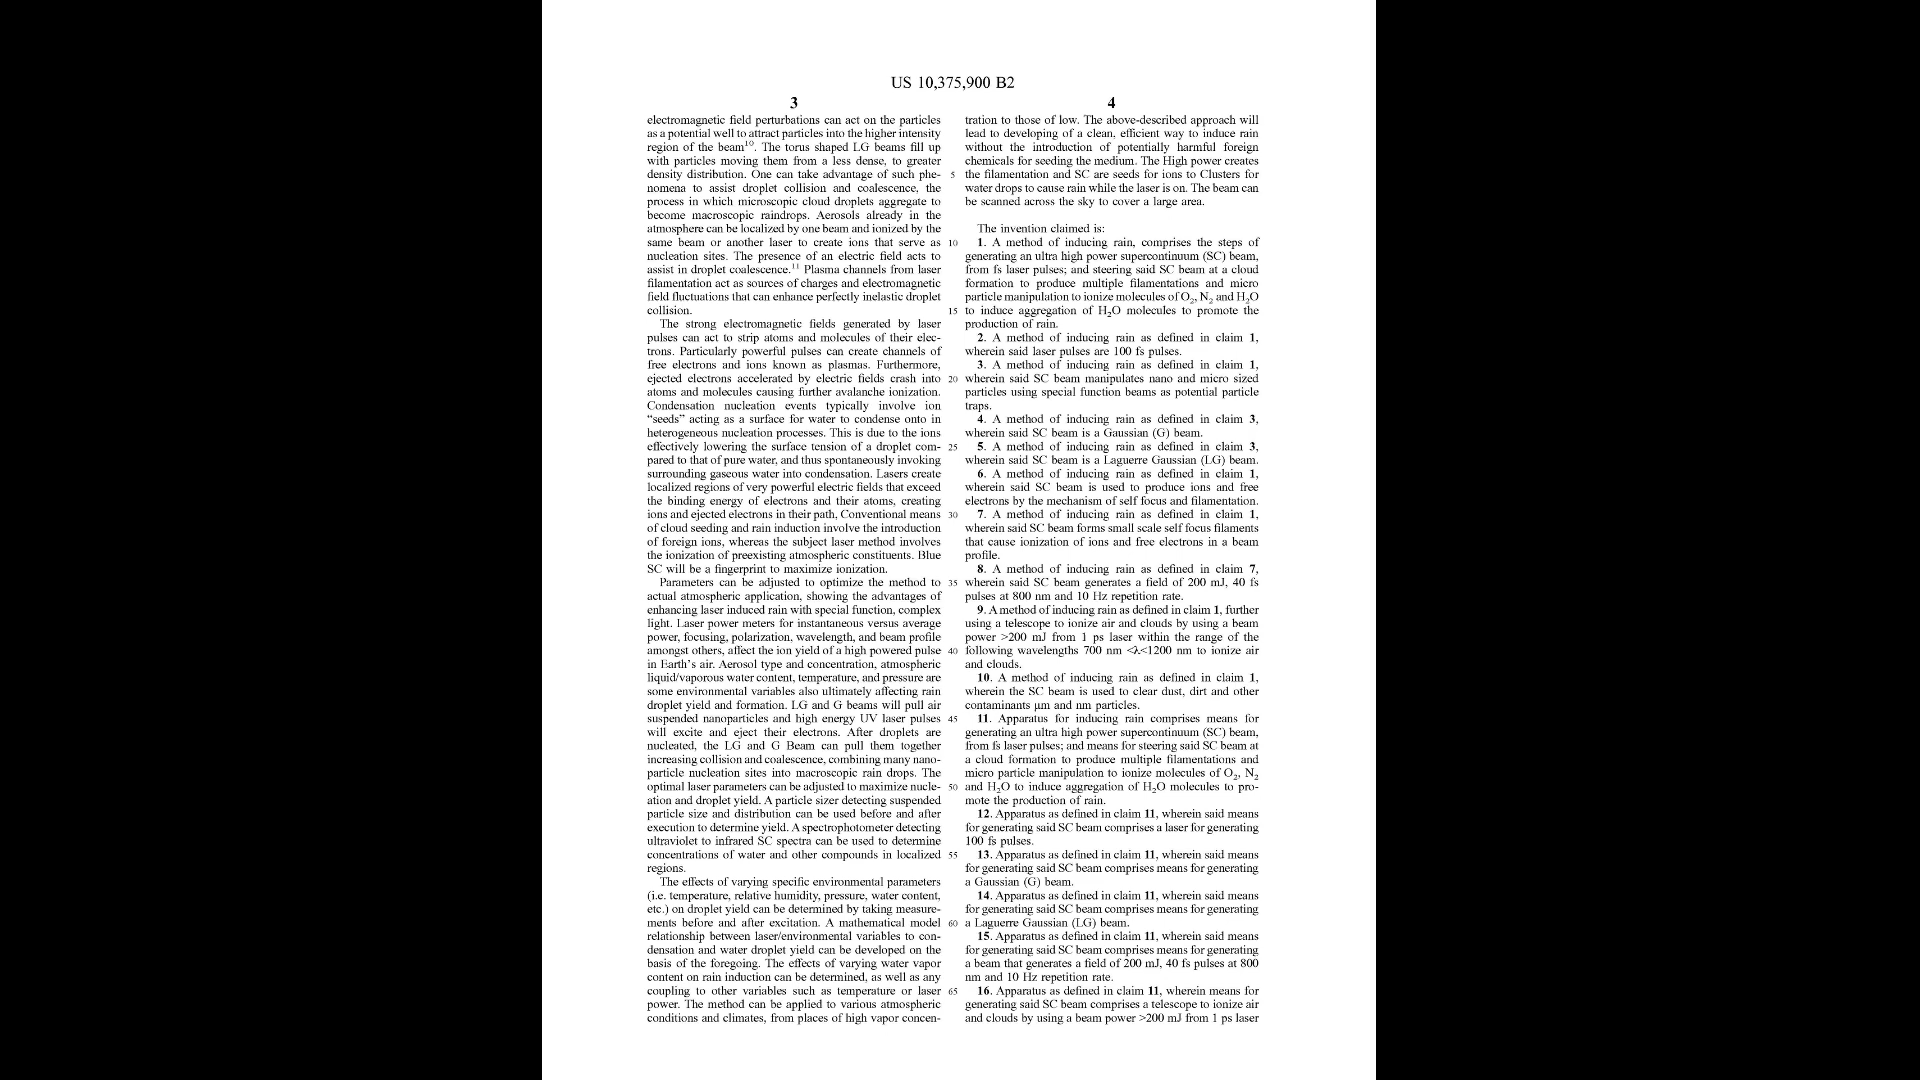 US 10,375,900 B2
3
electromagnetic field perturbations can act on the particles
as a potential well to attract particles into the higher intensity
region of the beam¹⁰. The torus shaped LG beams fill up
with particles moving them from a less dense, to greater
density distribution. One can take advantage of such phe-
nomena to assist droplet collision and coalescence, the
process in which microscopic cloud droplets aggregate to
become macroscopic raindrops. Aerosols already in the
atmosphere can be localized by one beam and ionized by the
same beam or another laser to create ions that serve as
nucleation sites. The presence of an electric field acts to
assist in droplet coalescence.¹¹ Plasma channels from laser
filamentation act as sources of charges and electromagnetic
field fluctuations that can enhance perfectly inelastic droplet
collision.
The strong electromagnetic fields generated by laser
pulses can act to strip atoms and molecules of their elec-
trons. Particularly powerful pulses can create channels of
free electrons and ions known as plasmas. Furthermore,
ejected electrons accelerated by electric fields crash into
atoms and molecules causing further avalanche ionization.
Condensation nucleation events typically involve ion
“seeds” acting as a surface for water to condense onto in
heterogeneous nucleation processes. This is due to the ions
effectively lowering the surface tension of a droplet com-
pared to that of pure water, and thus spontaneously invoking
surrounding gaseous water into condensation. Lasers create
localized regions of very powerful electric fields that exceed
the binding energy of electrons and their atoms, creating
ions and ejected electrons in their path, Conventional means
of cloud seeding and rain induction involve the introduction
of foreign ions, whereas the subject laser method involves
the ionization of preexisting atmospheric constituents. Blue
SC will be a fingerprint to maximize ionization.
Parameters can be adjusted to optimize the method to
actual atmospheric application, showing the advantages of
enhancing laser induced rain with special function, complex
light. Laser power meters for instantaneous versus average
power, focusing, polarization, wavelength, and beam profile
amongst others, affect the ion yield of a high powered pulse
in Earth’s air. Aerosol type and concentration, atmospheric
liquid/vaporous water content, temperature, and pressure are
some environmental variables also ultimately affecting rain
droplet yield and formation. LG and G beams will pull air
suspended nanoparticles and high energy UV laser pulses
will excite and eject their electrons. After droplets are
nucleated, the LG and G Beam can pull them together
increasing collision and coalescence, combining many nano-
particle nucleation sites into macroscopic rain drops. The
optimal laser parameters can be adjusted to maximize nucle-
ation and droplet yield. A particle sizer detecting suspended
particle size and distribution can be used before and after
execution to determine yield. A spectrophotometer detecting
ultraviolet to infrared SC spectra can be used to determine
concentrations of water and other compounds in localized
regions.
The effects of varying specific environmental parameters
(i.e. temperature, relative humidity, pressure, water content,
etc.) on droplet yield can be determined by taking measure-
ments before and after excitation. A mathematical model
relationship between laser/environmental variables to con-
densation and water droplet yield can be developed on the
basis of the foregoing. The effects of varying water vapor
content on rain induction can be determined, as well as any
coupling to other variables such as temperature or laser
power. The method can be applied to various atmospheric
conditions and climates, from places of high vapor concen-
5
10
15
20
25
30
35
40
45
50
55
60
65
4
tration to those of low. The above-described approach will
lead to developing of a clean, efficient way to induce rain
without the introduction of potentially harmful foreign
chemicals for seeding the medium. The High power creates
the filamentation and SC are seeds for ions to Clusters for
water drops to cause rain while the laser is on. The beam can
be scanned across the sky to cover a large area.
The invention claimed is:
1. A method of inducing rain, comprises the steps of
generating an ultra high power supercontinuum (SC) beam,
from fs laser pulses; and steering said SC beam at a cloud
formation to produce multiple filamentations and micro
particle manipulation to ionize molecules of O₂, N₂ and H₂O
to induce aggregation of H₂O molecules to promote the
production of rain.
2. A method of inducing rain as defined in claim 1,
wherein said laser pulses are 100 fs pulses.
3. A method of inducing rain as defined in claim 1,
wherein said SC beam manipulates nano and micro sized
particles using special function beams as potential particle
traps.
4. A method of inducing rain as defined in claim 3,
wherein said SC beam is a Gaussian (G) beam.
5. A method of inducing rain as defined in claim 3,
wherein said SC beam is a Laguerre Gaussian (LG) beam.
6. A method of inducing rain as defined in claim 1,
wherein said SC beam is used to produce ions and free
electrons by the mechanism of self focus and filamentation.
7. A method of inducing rain as defined in claim 1,
wherein said SC beam forms small scale self focus filaments
that cause ionization of ions and free electrons in a beam
profile.
8. A method of inducing rain as defined in claim 7,
wherein said SC beam generates a field of 200 mJ, 40 fs
pulses at 800 nm and 10 Hz repetition rate.
9. A method of inducing rain as defined in claim 1, further
using a telescope to ionize air and clouds by using a beam
power >200 mJ from 1 ps laser within the range of the
following wavelengths 700 nm <λ<1200 nm to ionize air
and clouds.
10. A method of inducing rain as defined in claim 1,
wherein the SC beam is used to clear dust, dirt and other
contaminants μm and nm particles.
11. Apparatus for inducing rain comprises means for
generating an ultra high power supercontinuum (SC) beam,
from fs laser pulses; and means for steering said SC beam at
a cloud formation to produce multiple filamentations and
micro particle manipulation to ionize molecules of O₂, N₂
and H₂O to induce aggregation of H₂O molecules to pro-
mote the production of rain.
12. Apparatus as defined in claim 11, wherein said means
for generating said SC beam comprises a laser for generating
100 fs pulses.
13. Apparatus as defined in claim 11, wherein said means
for generating said SC beam comprises means for generating
a Gaussian (G) beam.
14. Apparatus as defined in claim 11, wherein said means
for generating said SC beam comprises means for generating
a Laguerre Gaussian (LG) beam.
15. Apparatus as defined in claim 11, wherein said means
for generating said SC beam comprises means for generating
a beam that generates a field of 200 mJ, 40 fs pulses at 800
nm and 10 Hz repetition rate.
16. Apparatus as defined in claim 11, wherein means for
generating said SC beam comprises a telescope to ionize air
and clouds by using a beam power >200 mJ from 1 ps laser